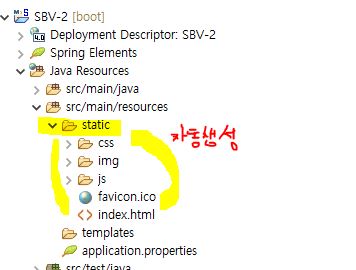 SBV-2 [boot]
Deployment Descriptor: SBV-2
Spring Elements
Java Resources
src/main/java
src/main/resources
static
자동생성
css
img
js
favicon.ico
index.html
templates
application.properties
src/test/java